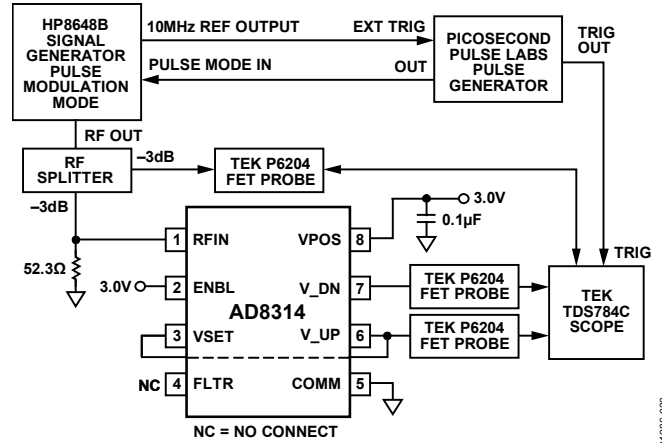 HP8648B
SIGNAL
GENERATOR
PULSE
MODULATION
MODE
10MHz REF OUTPUT
EXT TRIG
PULSE MODE IN
OUT
PICOSECOND
PULSE LABS
PULSE
GENERATOR
TRIG
OUT
RF OUT
RF
SPLITTER
–3dB
–3dB
TEK P6204
FET PROBE
3.0V
0.1µF
52.3Ω
3.0V
1 RFIN
VPOS 8
2 ENBL
V_DN 7
AD8314
3 VSET
V_UP 6
NC 4 FLTR
COMM 5
TEK P6204
FET PROBE
TEK P6204
FET PROBE
TRIG
TEK
TDS784C
SCOPE
NC = NO CONNECT